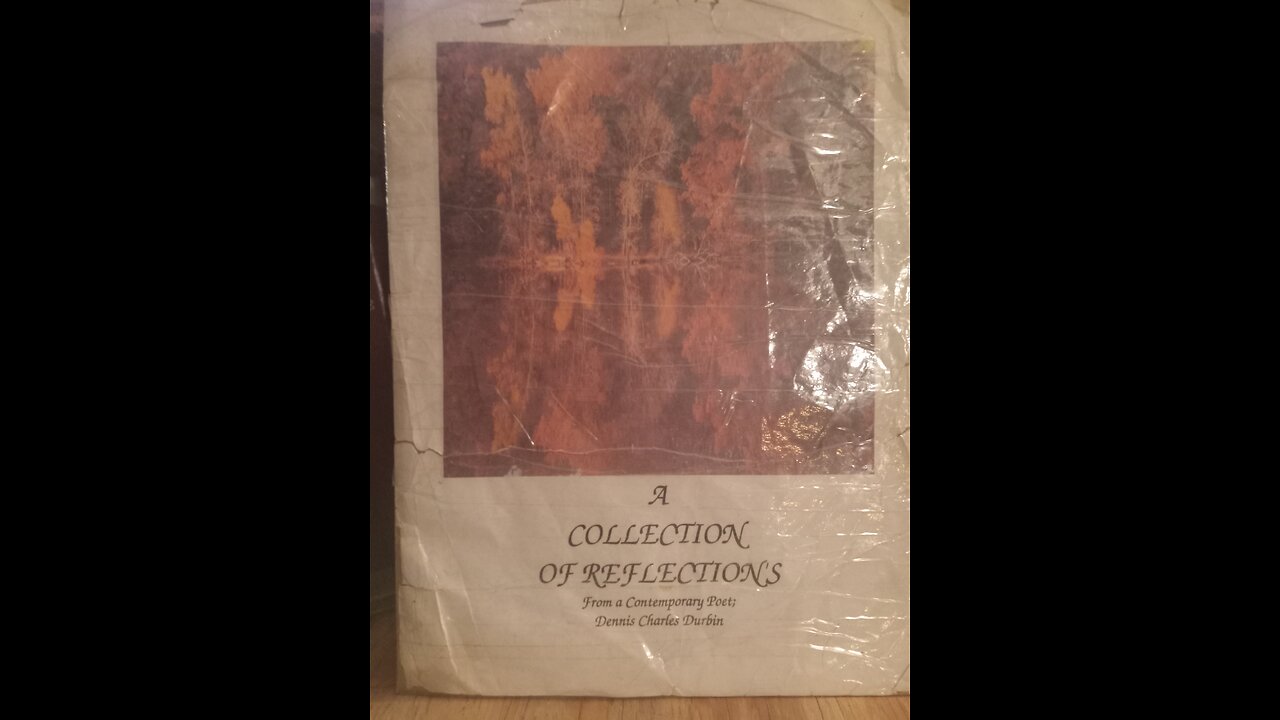 A
COLLECTION
OF REFLECTION'S
From a Contemporary Poet;
Dennis Charles Durbin